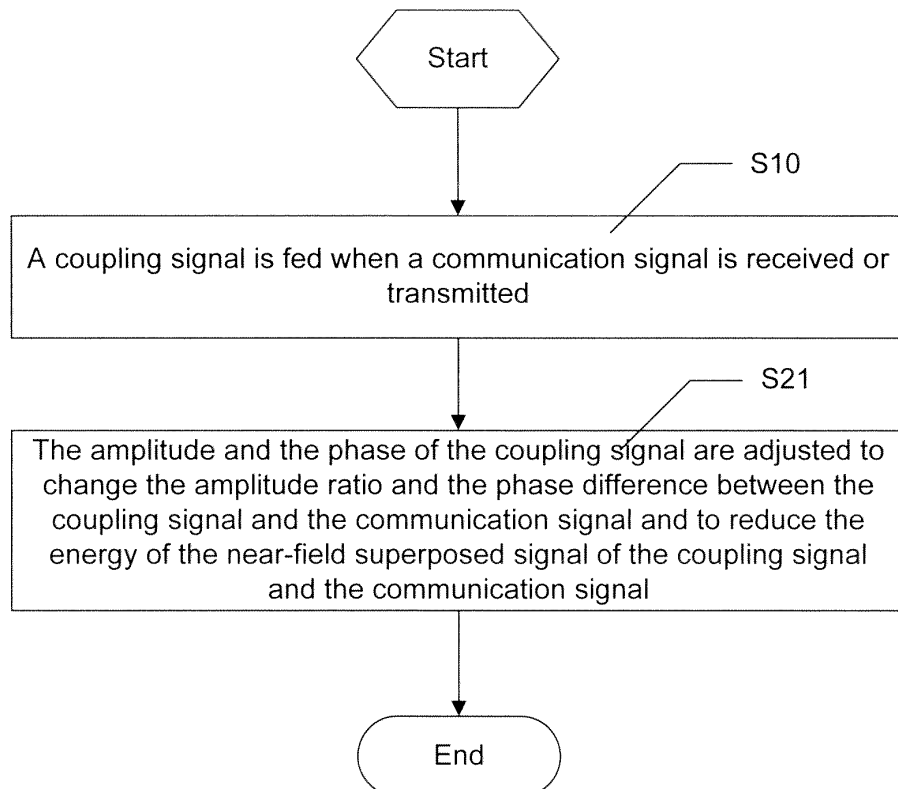 Start
S10
A coupling signal is fed when a communication signal is received or
transmitted
S21
The amplitude and the phase of the coupling signal are adjusted to
change the amplitude ratio and the phase difference between the
coupling signal and the communication signal and to reduce the
energy of the near-field superposed signal of the coupling signal
and the communication signal
End